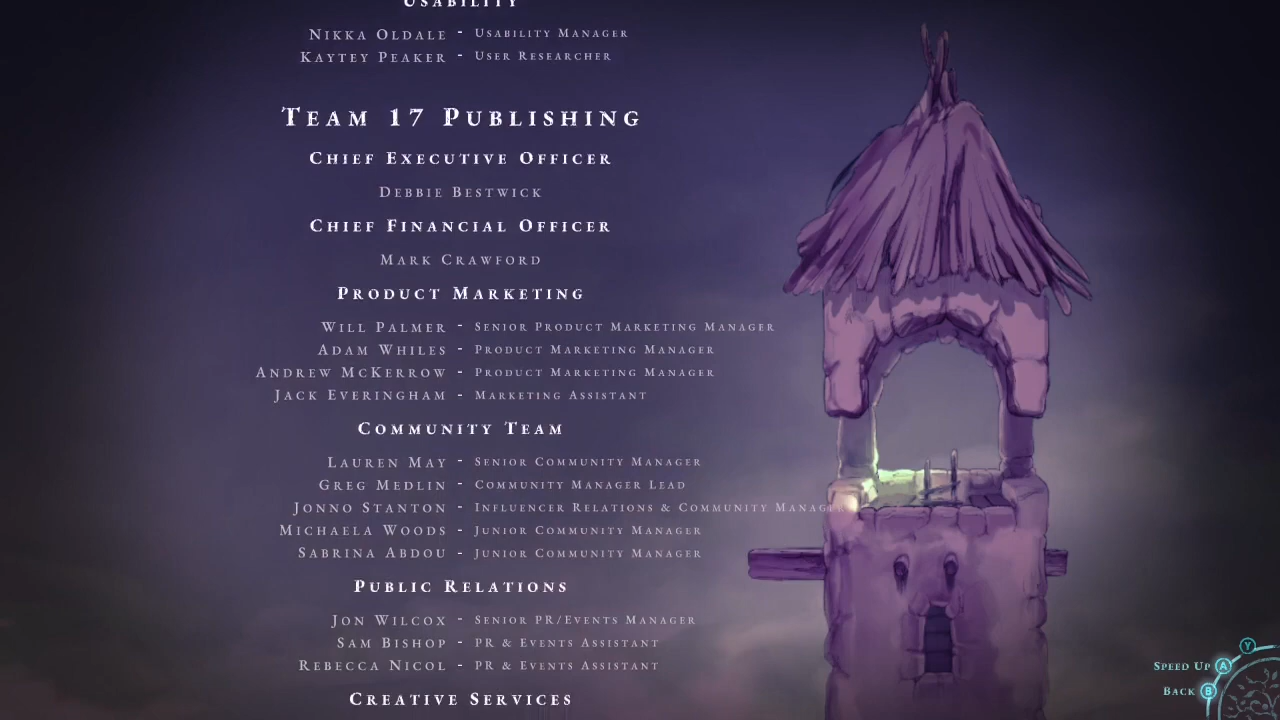 Usability
Nikka Oldale - Usability Manager
Kaytey Peaker - User Researcher
Team 17 Publishing
Chief Executive Officer
Debbie Bestwick
Chief Financial Officer
Mark Crawford
Product Marketing
Will Palmer - Senior Product Marketing Manager
Adam Whiles - Product Marketing Manager
Andrew McKerrow - Product Marketing Manager
Jack Everingham - Marketing Assistant
Community Team
Lauren May - Senior Community Manager
Greg Medlin - Community Manager Lead
Jonno Stanton - Influencer Relations & Community Manager
Michaela Woods - Junior Community Manager
Sabrina Abdou - Junior Community Manager
Public Relations
Jon Wilcox - Senior PR/Events Manager
Sam Bishop - PR & Events Assistant
Rebecca Nicol - PR & Events Assistant
Creative Services
Y
Speed Up A
Back B